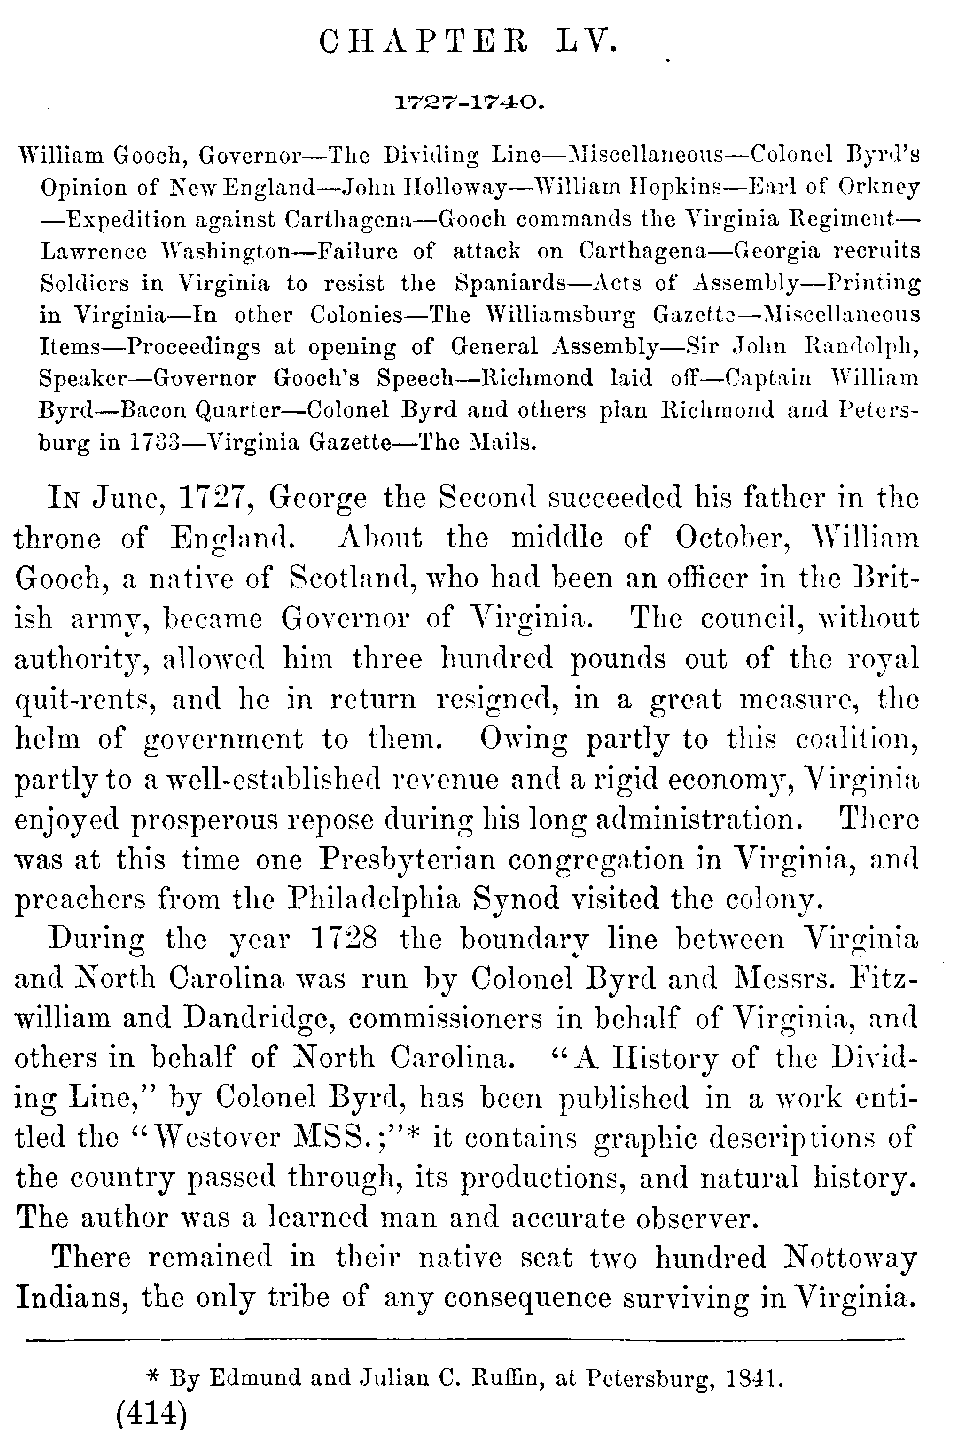 CHAPTER LV.
1727-1740.
William Gooch, Governor—The Dividing Line—Miscellaneous—Colonel Byrd's
Opinion of New England—John Holloway—William Hopkins—Earl of Orkney
—Expedition against Carthagena—Gooch commands the Virginia Regiment—
Lawrence Washington—Failure of attack on Carthagena—Georgia recruits
Soldiers in Virginia to resist the Spaniards—Acts of Assembly—Printing
in Virginia—In other Colonies—The Williamsburg Gazette—Miscellaneous
Items—Proceedings at opening of General Assembly—Sir John Randolph,
Speaker—Governor Gooch's Speech—Richmond laid off—Captain William
Byrd—Bacon Quarter—Colonel Byrd and others plan Richmond and Peters-
burg in 1733—Virginia Gazette—The Mails.
In June, 1727, George the Second succeeded his father in the
throne of England. About the middle of October, William
Gooch, a native of Scotland, who had been an officer in the Brit-
ish army, became Governor of Virginia. The council, without
authority, allowed him three hundred pounds out of the royal
quit-rents, and he in return resigned, in a great measure, the
helm of government to them. Owing partly to this coalition,
partly to a well-established revenue and a rigid economy, Virginia
enjoyed prosperous repose during his long administration. There
was at this time one Presbyterian congregation in Virginia, and
preachers from the Philadelphia Synod visited the colony.
During the year 1728 the boundary line between Virginia
and North Carolina was run by Colonel Byrd and Messrs. Fitz-
william and Dandridge, commissioners in behalf of Virginia, and
others in behalf of North Carolina. "A History of the Divid-
ing Line," by Colonel Byrd, has been published in a work enti-
tled the "Westover MSS.;"* it contains graphic descriptions of
the country passed through, its productions, and natural history.
The author was a learned man and accurate observer.
There remained in their native seat two hundred Nottoway
Indians, the only tribe of any consequence surviving in Virginia.
* By Edmund and Julian C. Ruffin, at Petersburg, 1841.
(414)